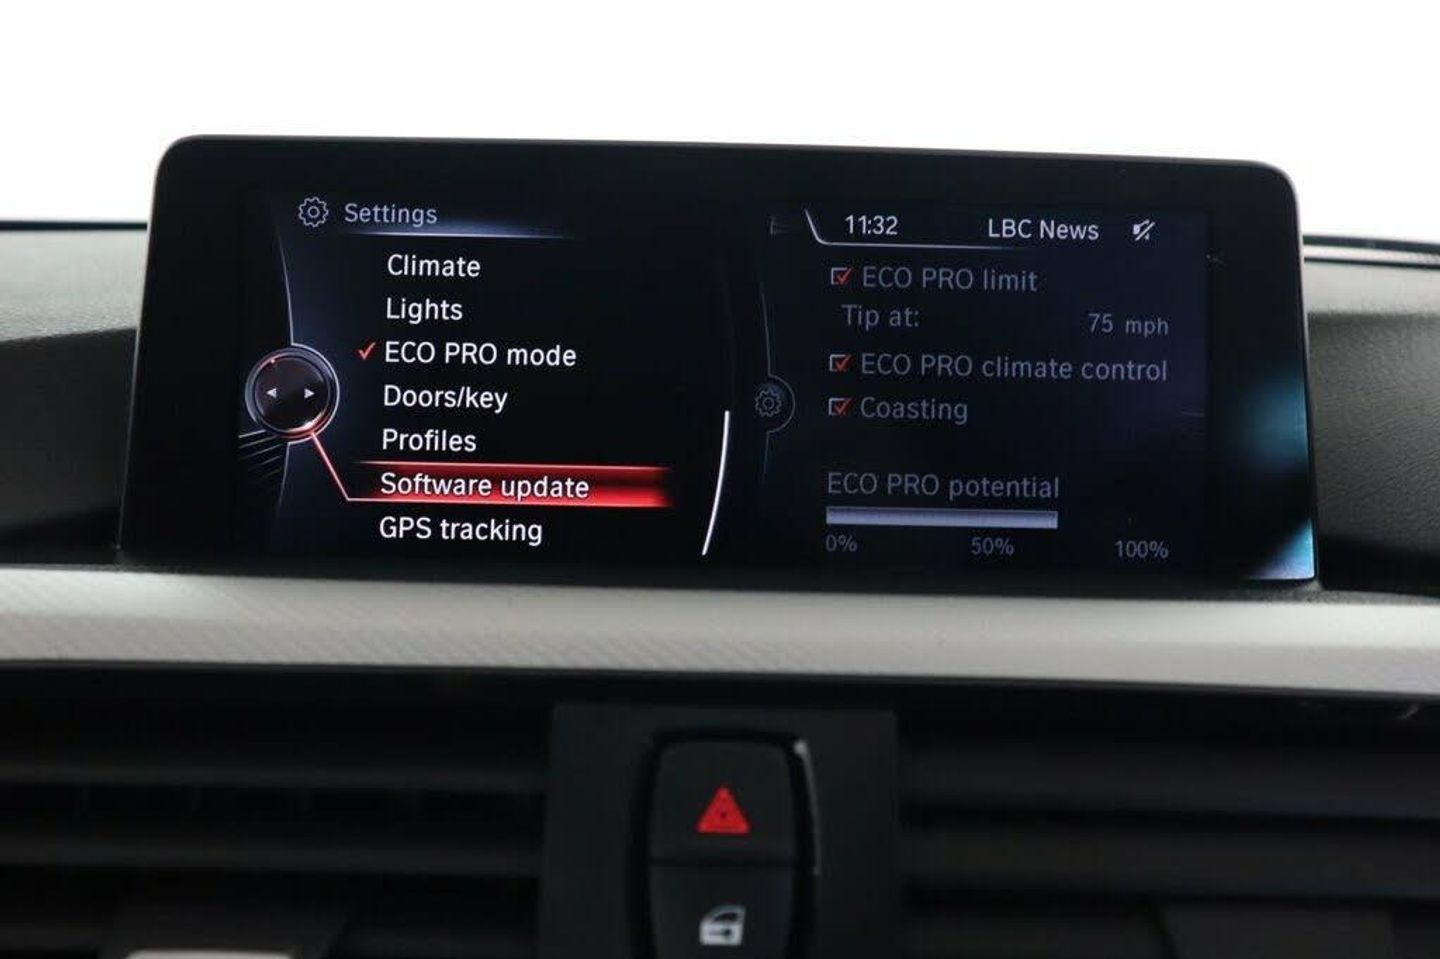 Settings
Climate
Lights
ECO PRO mode
Doors/key
Profiles
Software update
GPS tracking
11:32 LBC News
ECO PRO limit
Tip at: 75 mph
ECO PRO climate control
Coasting
ECO PRO potential
0% 50% 100%